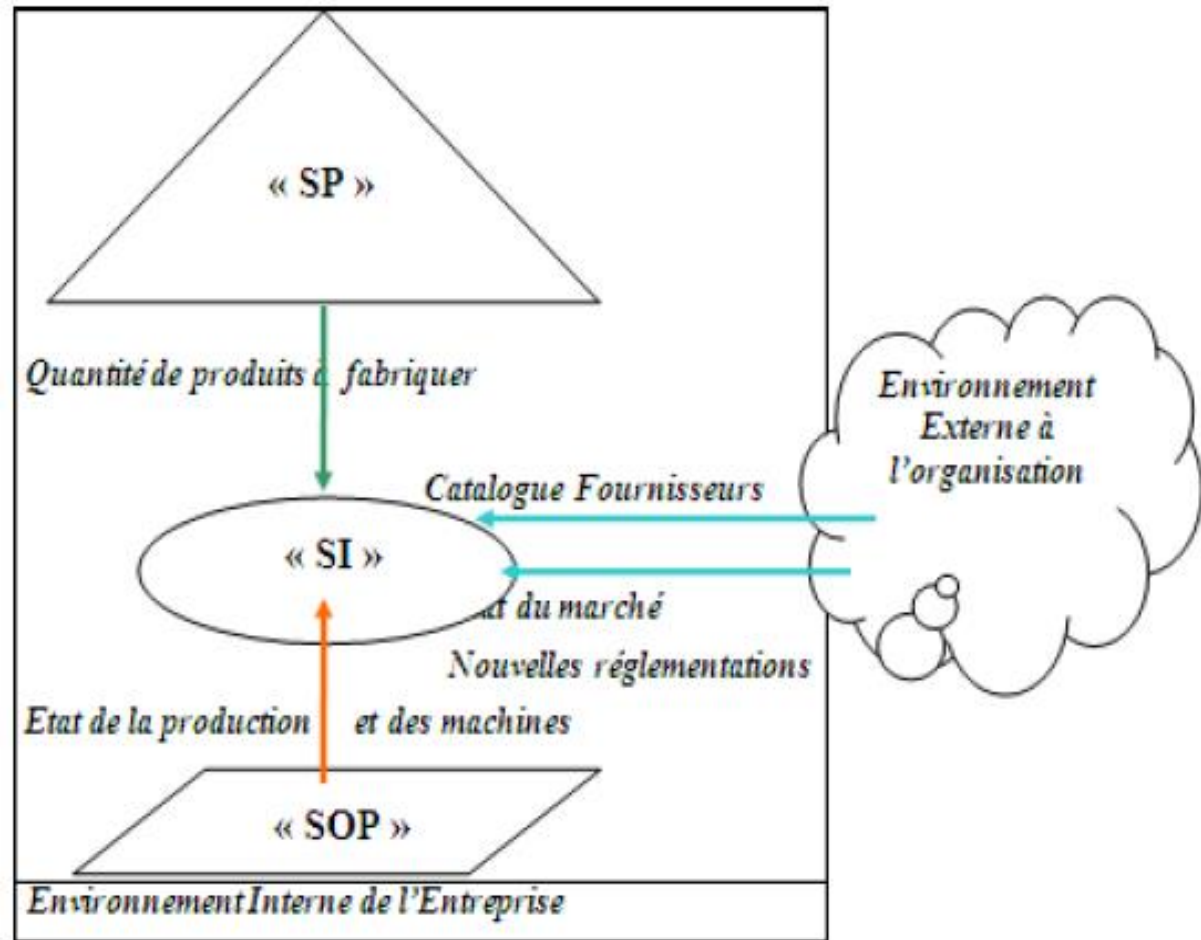 « SP »
Quantité de produits à fabriquer
Environnement
Externe à
l'organisation
Catalogue Fournisseurs
« SI »
du marché
Nouvelles réglementations
Etat de la production et des machines
« SOP »
Environnement Interne de l'Entreprise